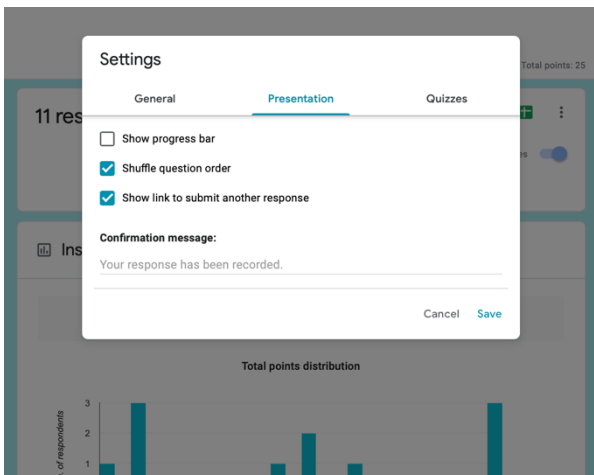 Settings
Total points: 25
General Presentation Quizzes
11 res
Show progress bar
es
Shuffle question order
Show link to submit another response
Confirmation message:
Ins
Your response has been recorded.
Cancel Save
Total points distribution
3
2
1
of respondents